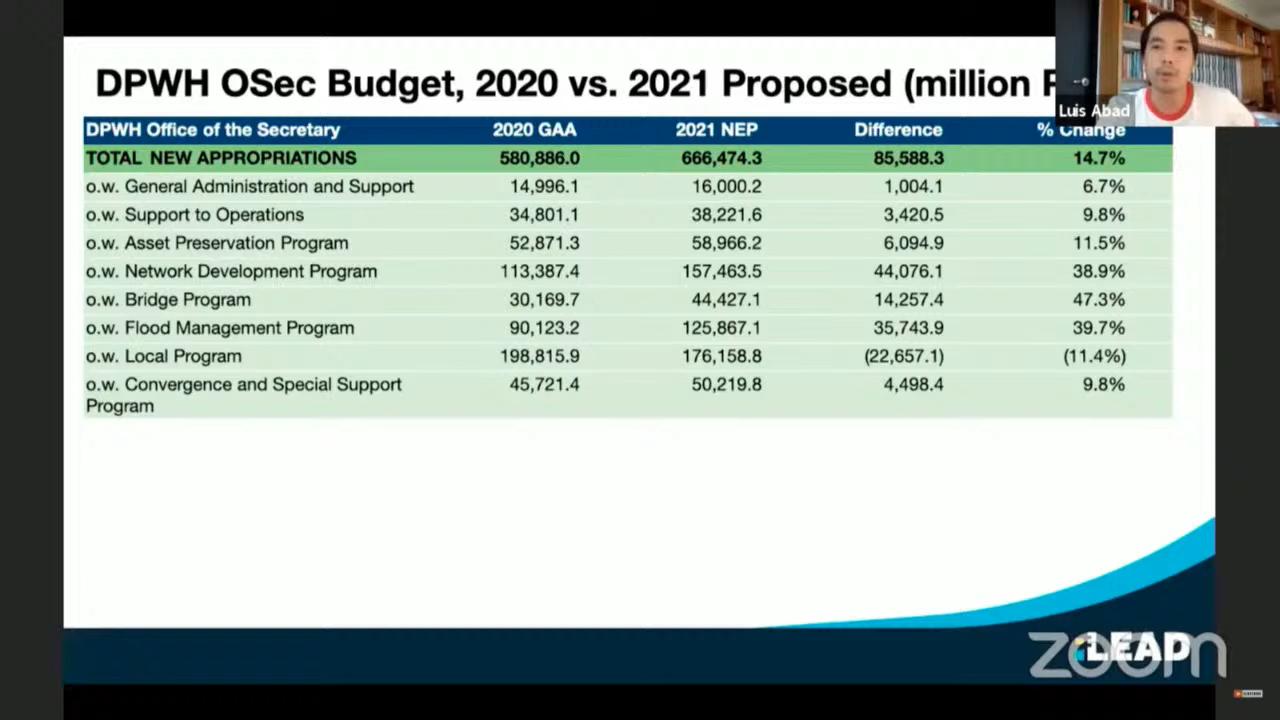 DPWH OSec Budget, 2020 vs. 2021 Proposed (million
Luis Abad
DPWH Office of the Secretary 2020 GAA 2021 NEP Difference % Change
TOTAL NEW APPROPRIATIONS 580,886.0 666,474.3 85,588.3 14.7%
o.w. General Administration and Support 14,996.1 16,000.2 1,004.1 6.7%
o.w. Support to Operations 34,801.1 38,221.6 3,420.5 9.8%
o.w. Asset Preservation Program 52,871.3 58,966.2 6,094.9 11.5%
o.w. Network Development Program 113,387.4 157,463.5 44,076.1 38.9%
o.w. Bridge Program 30,169.7 44,427.1 14,257.4 47.3%
o.w. Flood Management Program 90,123.2 125,867.1 35,743.9 39.7%
o.w. Local Program 198,815.9 176,158.8 (22,657.1) (11.4%)
o.w. Convergence and Special Support 45,721.4 50,219.8 4,498.4 9.8%
Program
zoom
LEAD